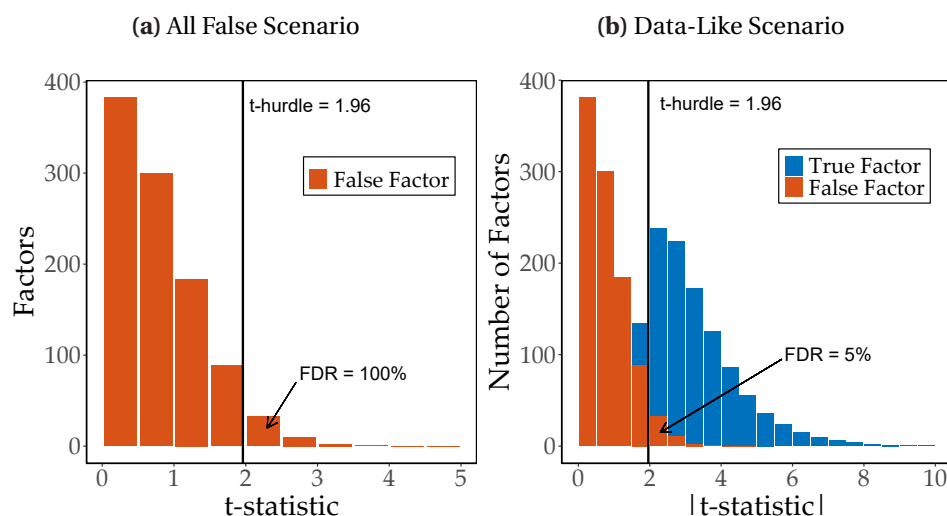 (a) All False Scenario
400
300
200
100
0
Factors
t-hurdle = 1.96
False Factor
FDR = 100%
0 1 2 3 4 5
t-statistic
(b) Data-Like Scenario
400
300
200
100
0
Number of Factors
t-hurdle = 1.96
True Factor
False Factor
FDR = 5%
0 2 4 6 8 10
|t-statistic|